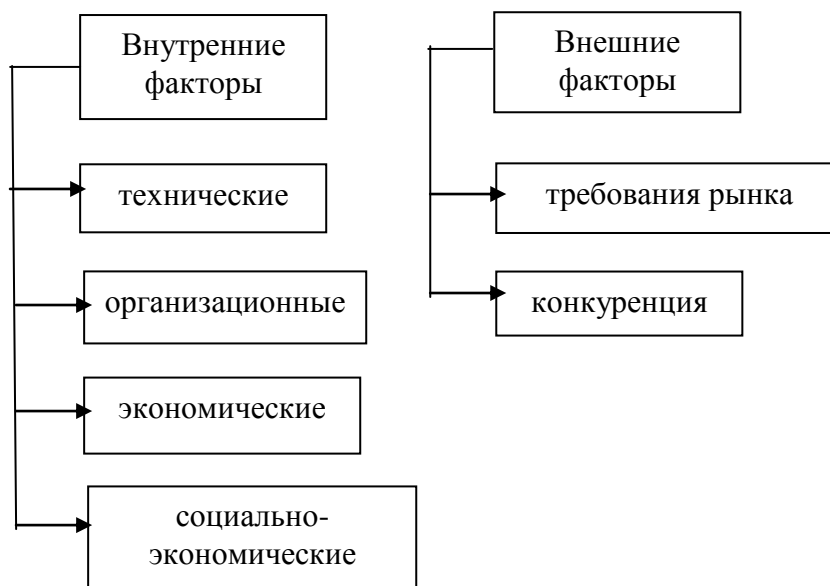 Внутренние
факторы
технические
организационные
экономические
социально-
экономические
Внешние
факторы
требования рынка
конкуренция